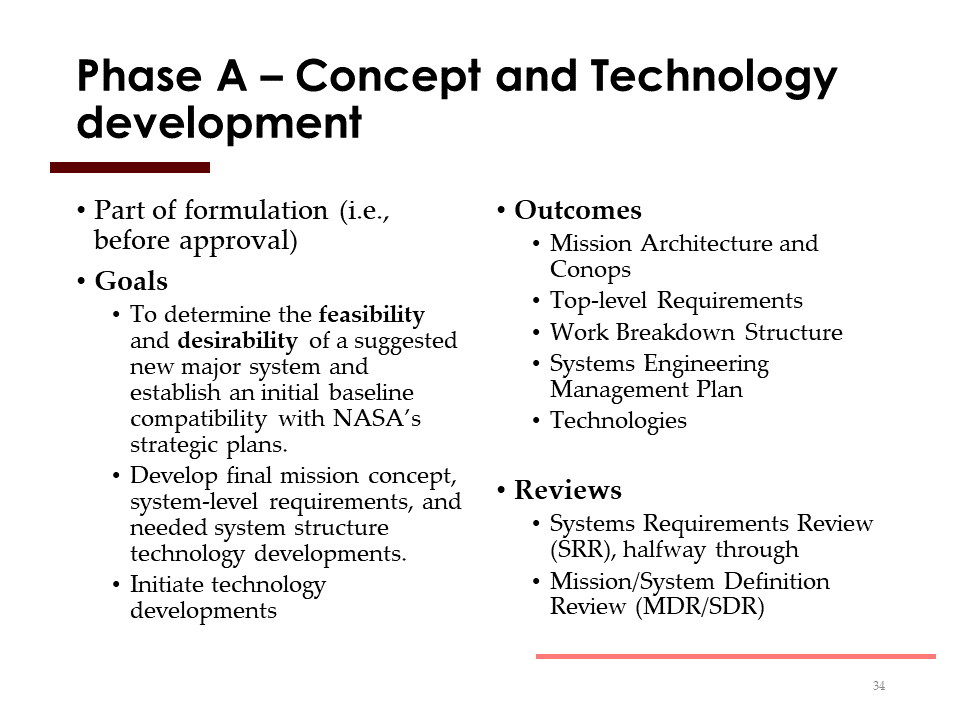 Phase A – Concept and Technology
development
• Part of formulation (i.e.,
before approval)
• Goals
• To determine the feasibility
and desirability of a suggested
new major system and
establish an initial baseline
compatibility with NASA's
strategic plans.
• Develop final mission concept,
system-level requirements, and
needed system structure
technology developments.
• Initiate technology
developments
• Outcomes
• Mission Architecture and
Conops
• Top-level Requirements
• Work Breakdown Structure
• Systems Engineering
Management Plan
• Technologies
• Reviews
• Systems Requirements Review
(SRR), halfway through
• Mission/System Definition
Review (MDR/SDR)
34